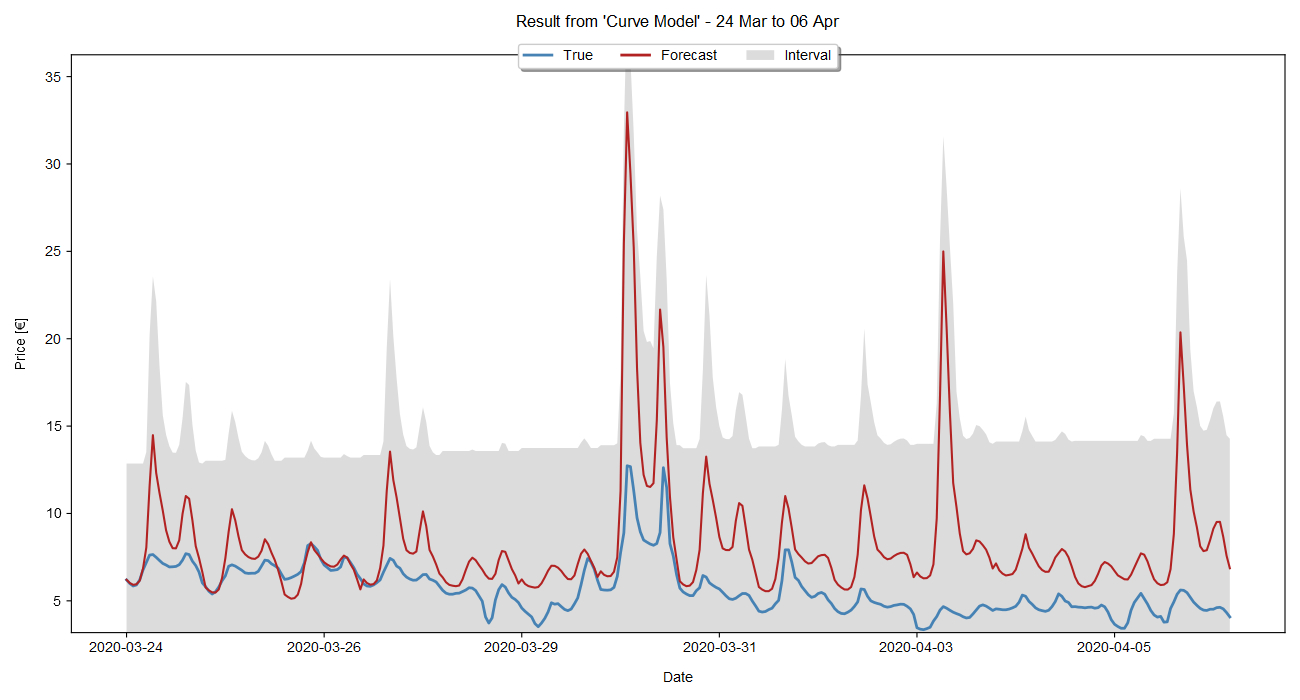 Result from 'Curve Model' - 24 Mar to 06 Apr
True Forecast Interval
35
30
25
20
15
10
5
Price [€]
2020-03-24 2020-03-26 2020-03-29 2020-03-31 2020-04-03 2020-04-05
Date